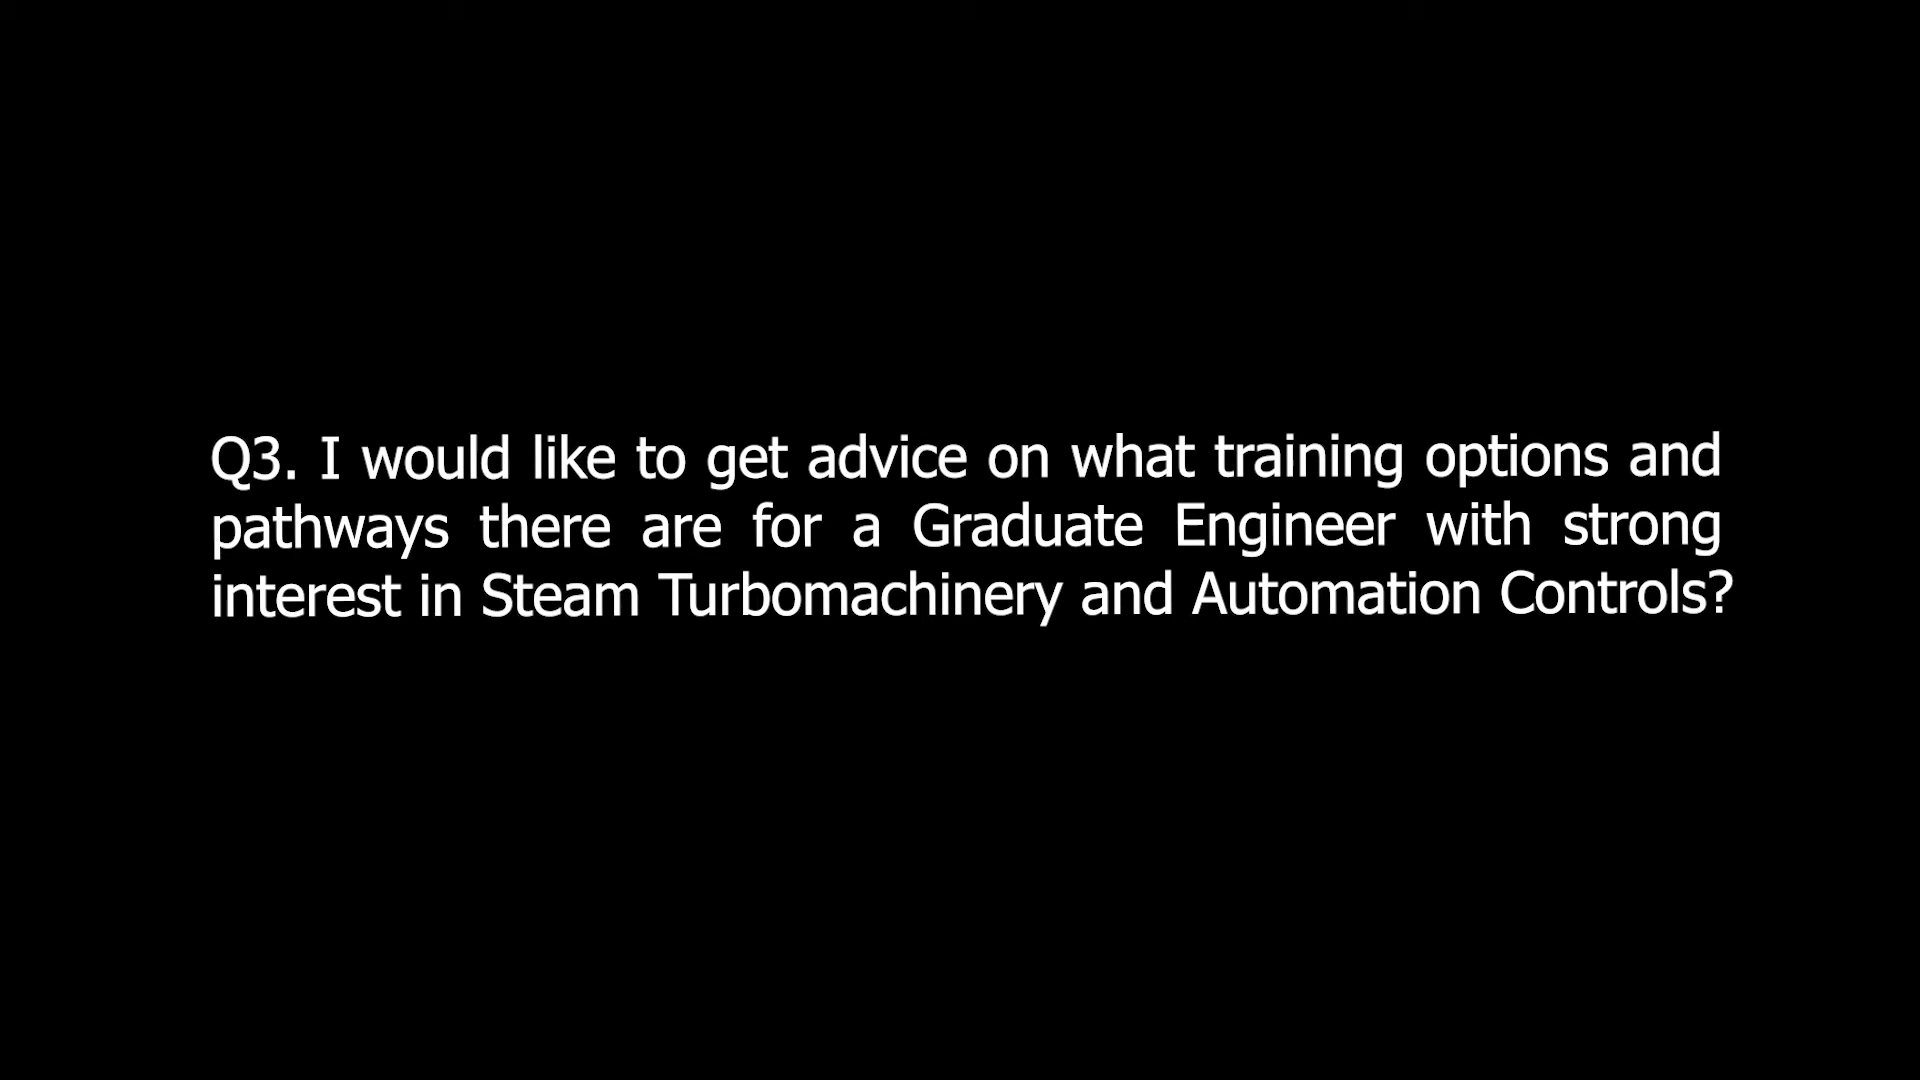 Q3. I would like to get advice on what training options and
pathways there are for a Graduate Engineer with strong
interest in Steam Turbomachinery and Automation Controls?